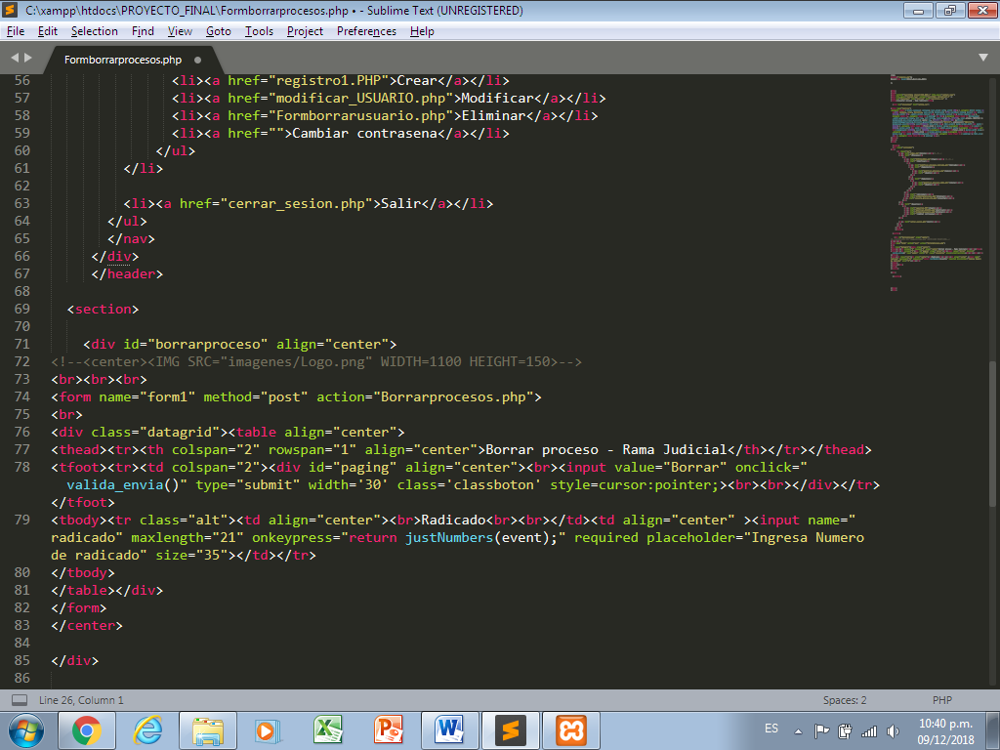 C:\xampp\htdocs\PROYECTO_FINAL\Formborrarprocesos.php • - Sublime Text (UNREGISTERED)
File Edit Selection Find View Goto Tools Project Preferences Help
Formborrarprocesos.php
56 <li><a href="registro1.PHP">Crear</a></li>
57 <li><a href="modificar_USUARIO.php">Modificar</a></li>
58 <li><a href="Formborrarusuario.php">Eliminar</a></li>
59 <li><a href="">Cambiar contrasena</a></li>
60 </ul>
61 </li>
62
63 <li><a href="cerrar_sesion.php">Salir</a></li>
64 </ul>
65 </nav>
66 </div>
67 </header>
68
69 <section>
70
71 <div id="borrarproceso" align="center">
72 <!--<center><IMG SRC="imagenes/Logo.png" WIDTH=1100 HEIGHT=150>-->
73 <br><br><br>
74 <form name="form1" method="post" action="Borrarprocesos.php">
75 <br>
76 <div class="datagrid"><table align="center">
77 <thead><tr><th colspan="2" rowspan="1" align="center">Borrar proceso - Rama Judicial</th></tr></thead>
78 <tfoot><tr><td colspan="2"><div id="paging" align="center"><br><input value="Borrar" onclick="
valida_envia()" type="submit" width='30' class='classboton' style=cursor:pointer;><br><br></div></tr>
</tfoot>
79 <tbody><tr class="alt"><td align="center"><br>Radicado<br><br></td><td align="center" ><input name="
radicado" maxlength="21" onkeypress="return justNumbers(event);" required placeholder="Ingresa Numero
de radicado" size="35"></td></tr>
80 </tbody>
81 </table></div>
82 </form>
83 </center>
84
85 </div>
86
Line 26, Column 1 Spaces: 2 PHP
ES 10:40 p.m.
09/12/2018